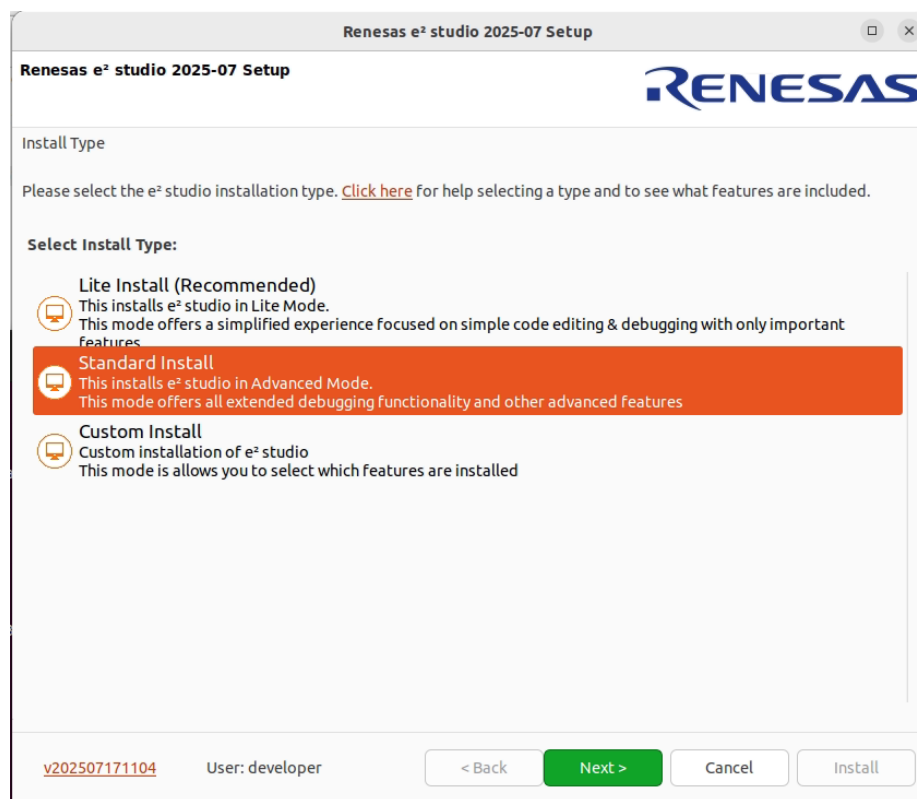 Renesas e² studio 2025-07 Setup
Renesas e² studio 2025-07 Setup
RENESAS
Install Type
Please select the e² studio installation type. Click here for help selecting a type and to see what features are included.
Select Install Type:
Lite Install (Recommended)
This installs e² studio in Lite Mode.
This mode offers a simplified experience focused on simple code editing & debugging with only important
features
Standard Install
This installs e² studio in Advanced Mode.
This mode offers all extended debugging functionality and other advanced features
Custom Install
Custom installation of e² studio
This mode is allows you to select which features are installed
v202507171104
User: developer
< Back
Next >
Cancel
Install